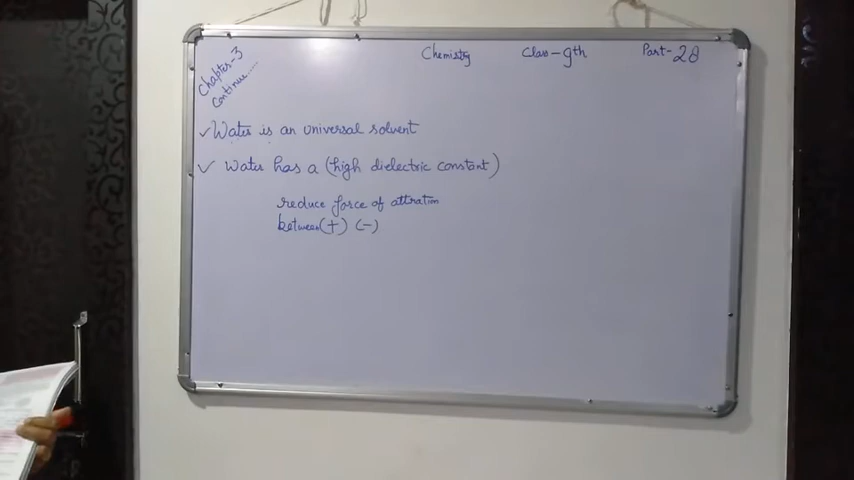 Chapter-3
Continue....
Chemistry Class-9th Part-28
✓ Water is an universal solvent
✓ Water has a (high dielectric constant)
reduce force of attration
between (+) (-)